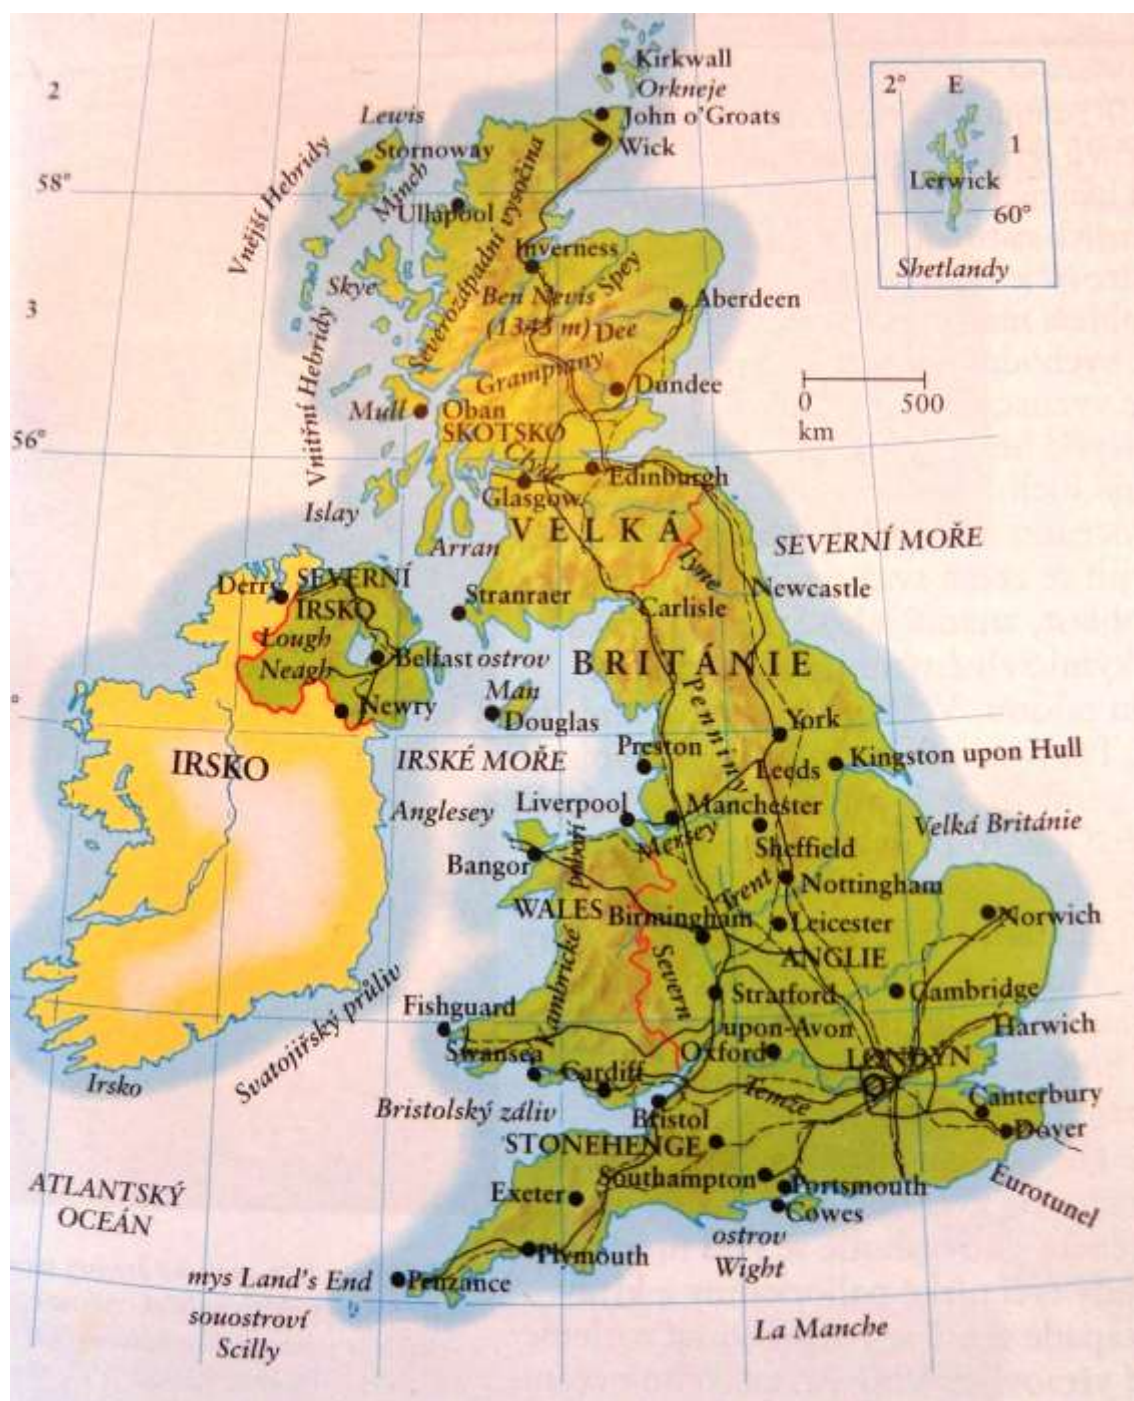 Kirkwall
Orkneje
2
2° E
John o'Groats
Lewis
Wick
Stornoway
1
58°
Minch
Lerwick
Ullapool
60°
Vnější Hebridy
Severozápadní vysočina
Inverness
Shetlandy
Spey
Skye
Ben Nevis
Aberdeen
3
(1343 m)
Dee
Grampiany
Vnitřní Hebridy
Dundee
Mull
Oban
0 500
SKOTSKO
km
56°
Clyde
Edinburgh
Glasgow
Islay
VELKÁ
SEVERNÍ MOŘE
Arran
Tyne
Derry
SEVERNÍ
Newcastle
Stranraer
IRSKO
Carlisle
Lough
Neagh
Belfast
ostrov
BRITÁNIE
Man
Newry
Douglas
Penniny
York
Preston
Kingston upon Hull
IRSKO
IRSKÉ MOŘE
Leeds
Anglesey
Liverpool
Manchester
Velká Británie
Mersey
Sheffield
Bangor
Trent
Nottingham
WALES
Birmingham
Leicester
Norwich
Kambrické pohoří
ANGLIE
Severn
Fishguard
Stratford
Cambridge
upon-Avon
Harwich
Svatojiřský průliv
Swansea
Oxford
LONDÝN
Irsko
Cardiff
Temže
Canterbury
Bristolský záliv
Bristol
Dover
STONEHENGE
Southampton
Portsmouth
Eurotunel
ATLANTSKÝ
OCEÁN
Exeter
Cowes
ostrov
Wight
Plymouth
mys Land's End
Penzance
souostroví
Scilly
La Manche